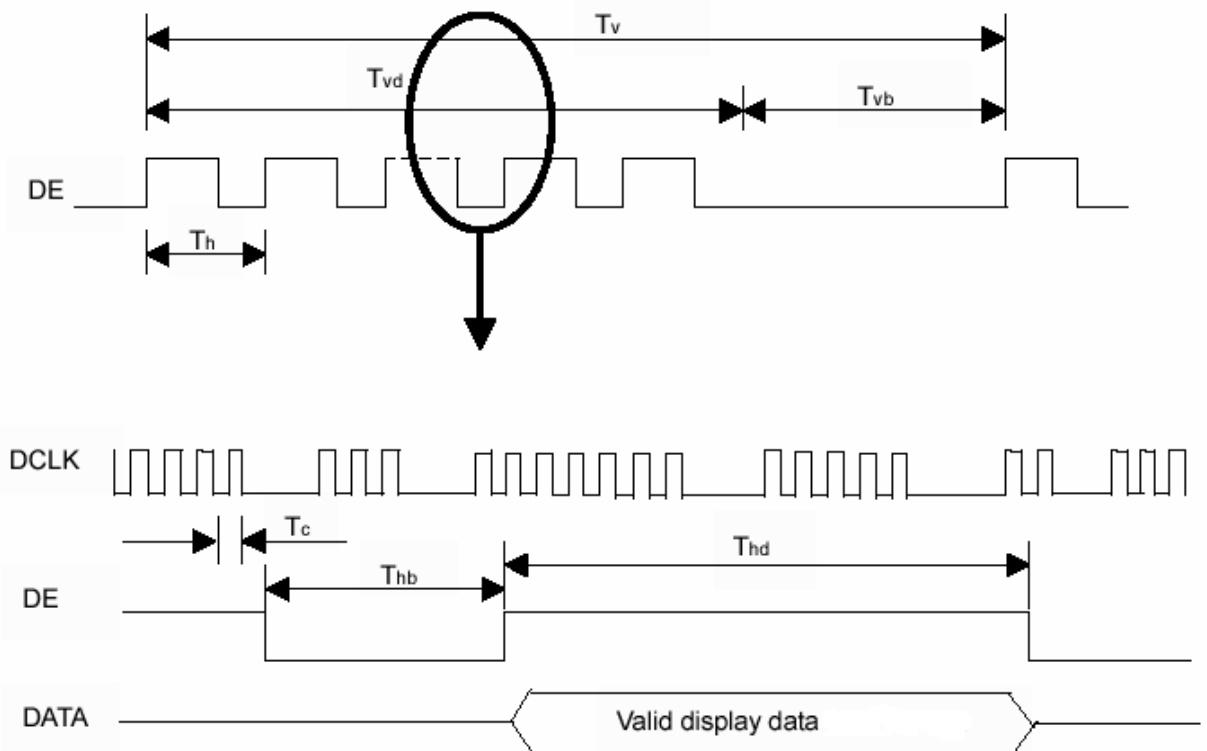 Tv
Tvd
Tvb
DE
Th
DCLK
Tc
Thd
Thb
DE
DATA
Valid display data